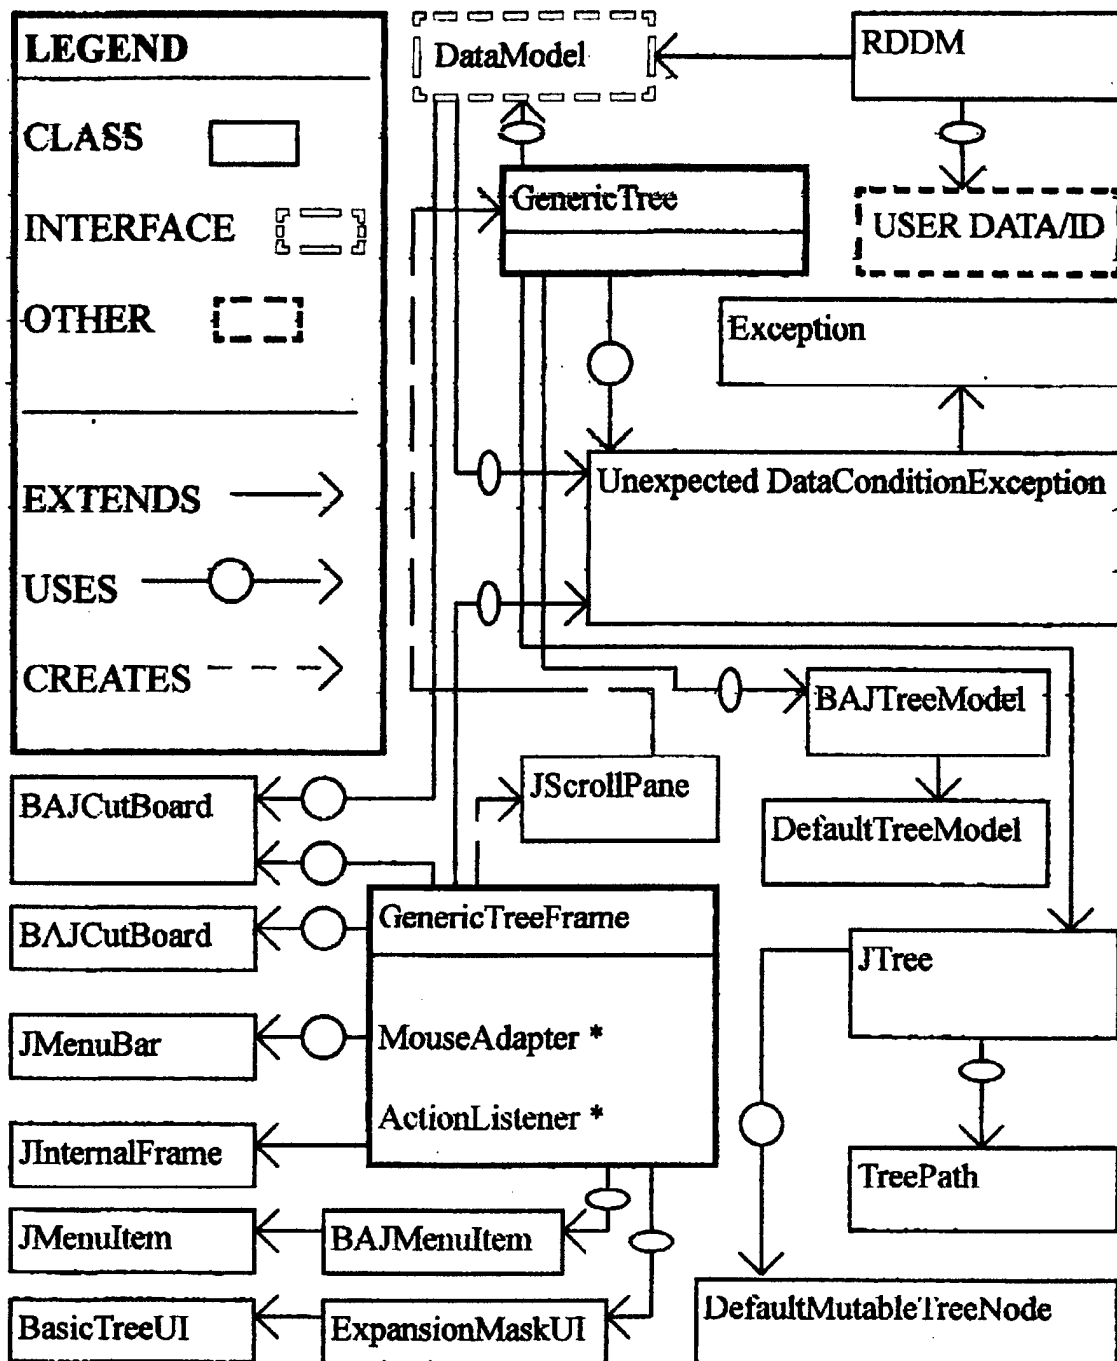 LEGEND
CLASS
INTERFACE
OTHER
EXTENDS
USES
CREATES
DataModel
RDDM
GenericTree
USER DATA/ID
Exception
Unexpected DataConditionException
BAJTreeModel
JScrollPane
DefaultTreeModel
BAJCutBoard
GenericTreeFrame
MouseAdapter *
ActionListener *
BAJCutBoard
JMenuBar
JInternalFrame
JMenuItem
BAJMenuItem
BasicTreeUI
ExpansionMaskUI
JTree
TreePath
DefaultMutableTreeNode